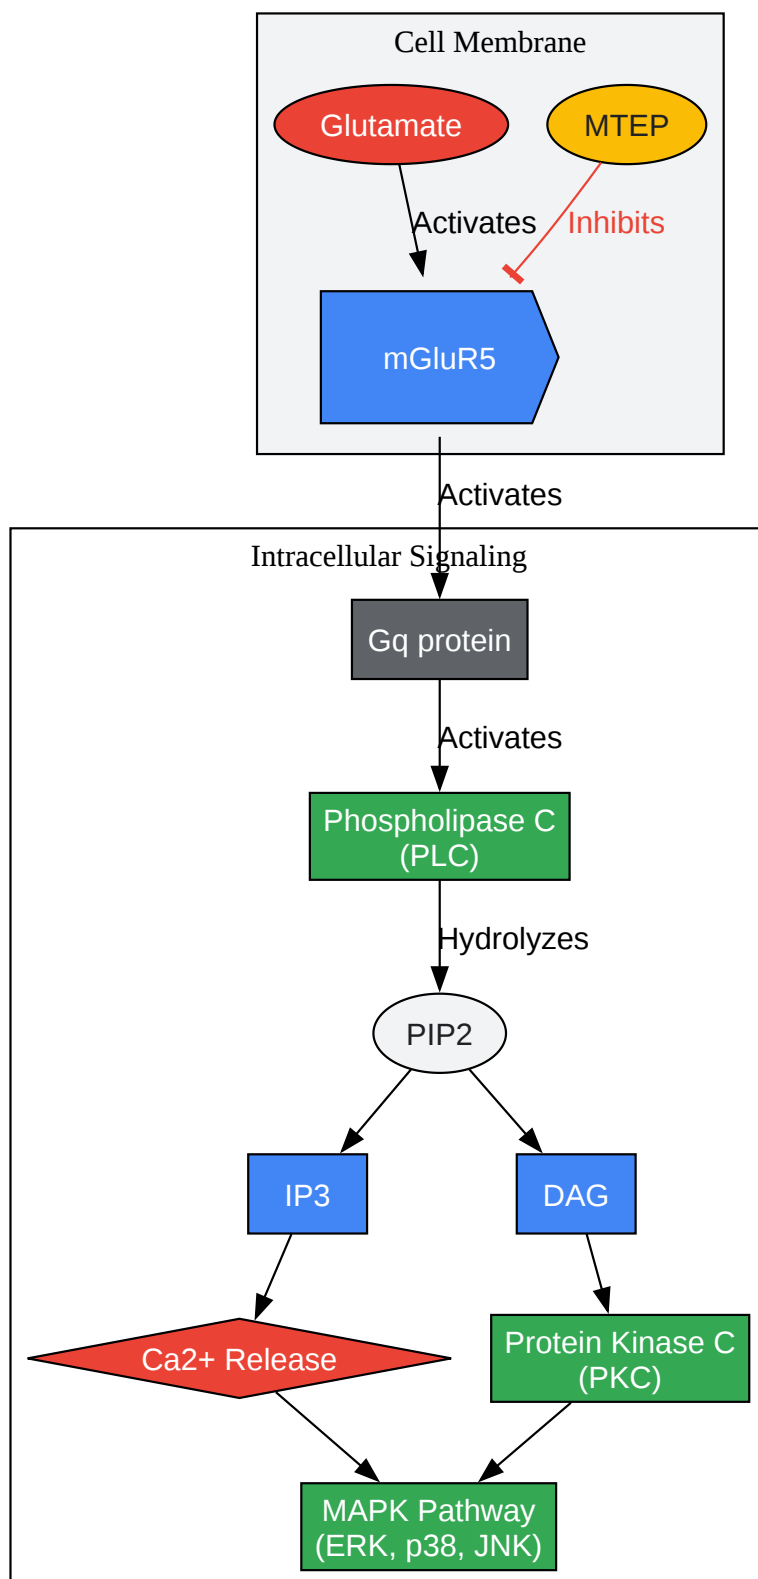 Cell Membrane
Glutamate
MTEP
Activates
Inhibits
mGluR5
Activates
Intracellular Signaling
Gq protein
Activates
Phospholipase C
(PLC)
Hydrolyzes
PIP2
IP3
DAG
Ca2+ Release
Protein Kinase C
(PKC)
MAPK Pathway
(ERK, p38, JNK)